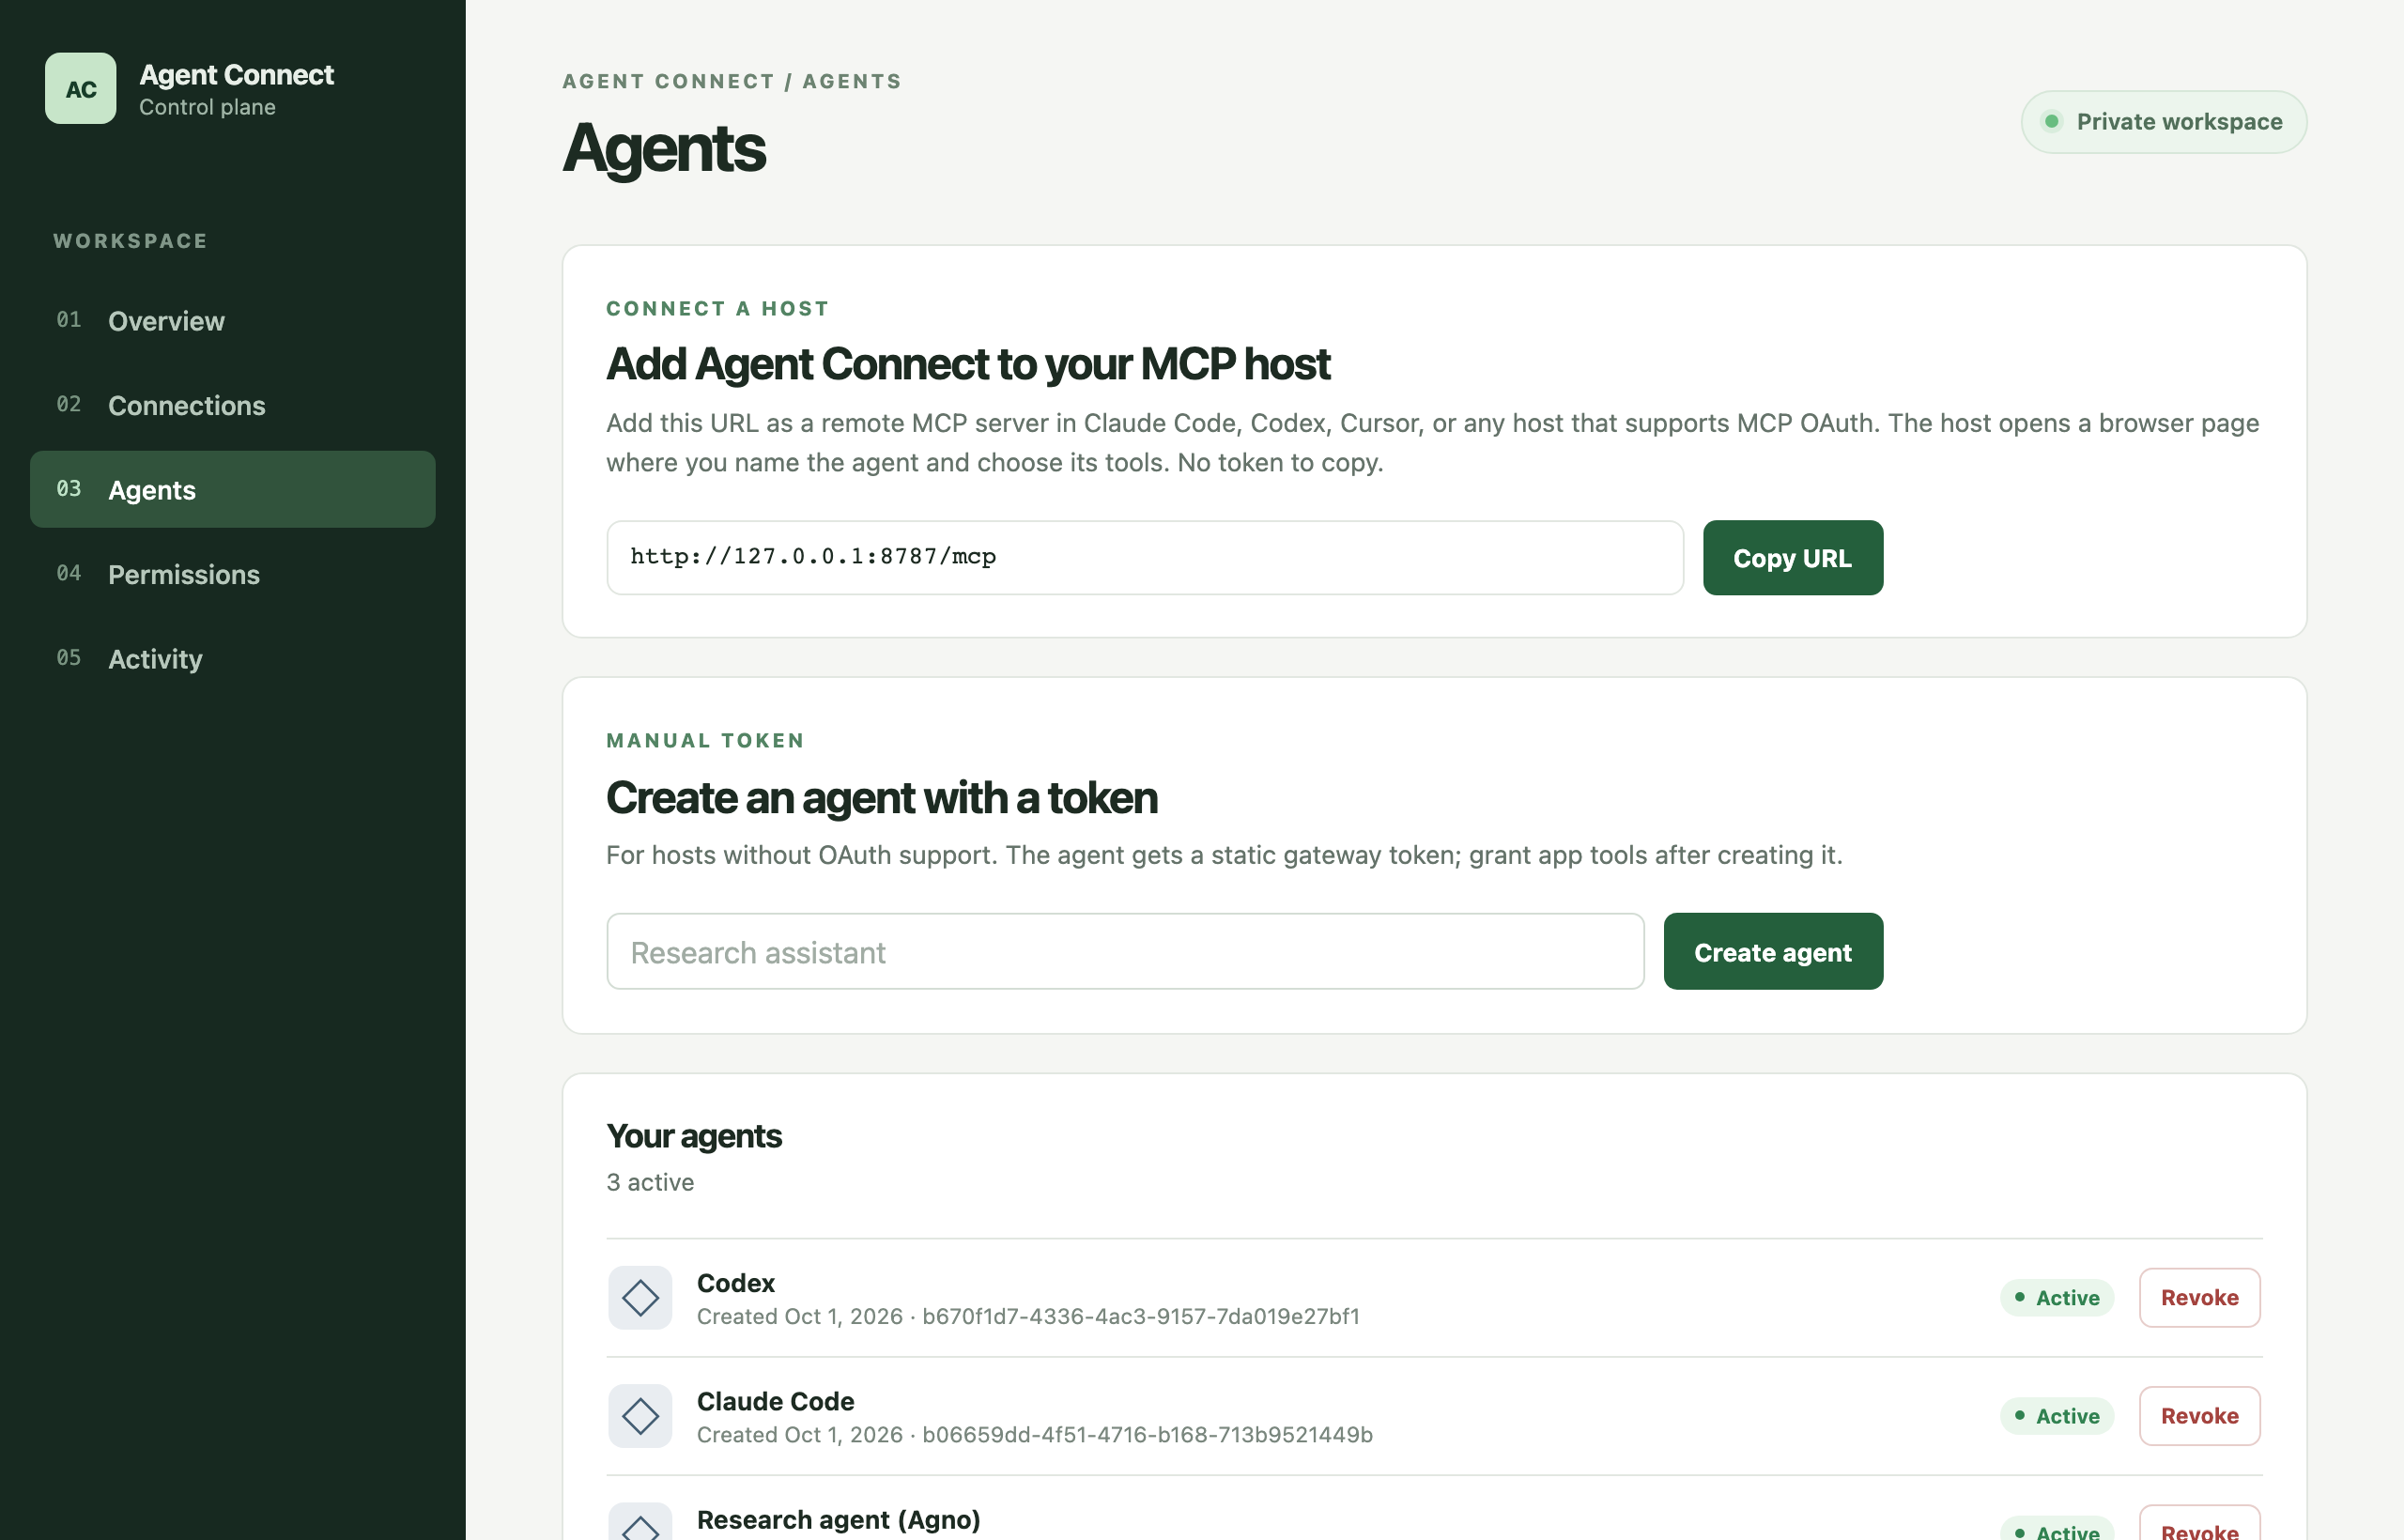 AC
Agent Connect
Control plane
WORKSPACE
01 Overview
02 Connections
03 Agents
04 Permissions
05 Activity
AGENT CONNECT / AGENTS
Agents
Private workspace
CONNECT A HOST
Add Agent Connect to your MCP host
Add this URL as a remote MCP server in Claude Code, Codex, Cursor, or any host that supports MCP OAuth. The host opens a browser page
where you name the agent and choose its tools. No token to copy.
http://127.0.0.1:8787/mcp
Copy URL
MANUAL TOKEN
Create an agent with a token
For hosts without OAuth support. The agent gets a static gateway token; grant app tools after creating it.
Research assistant
Create agent
Your agents
3 active
Codex
Created Oct 1, 2026 · b670f1d7-4336-4ac3-9157-7da019e27bf1
Active
Revoke
Claude Code
Created Oct 1, 2026 · b06659dd-4f51-4716-b168-713b9521449b
Active
Revoke
Research agent (Agno)
Active
Revoke